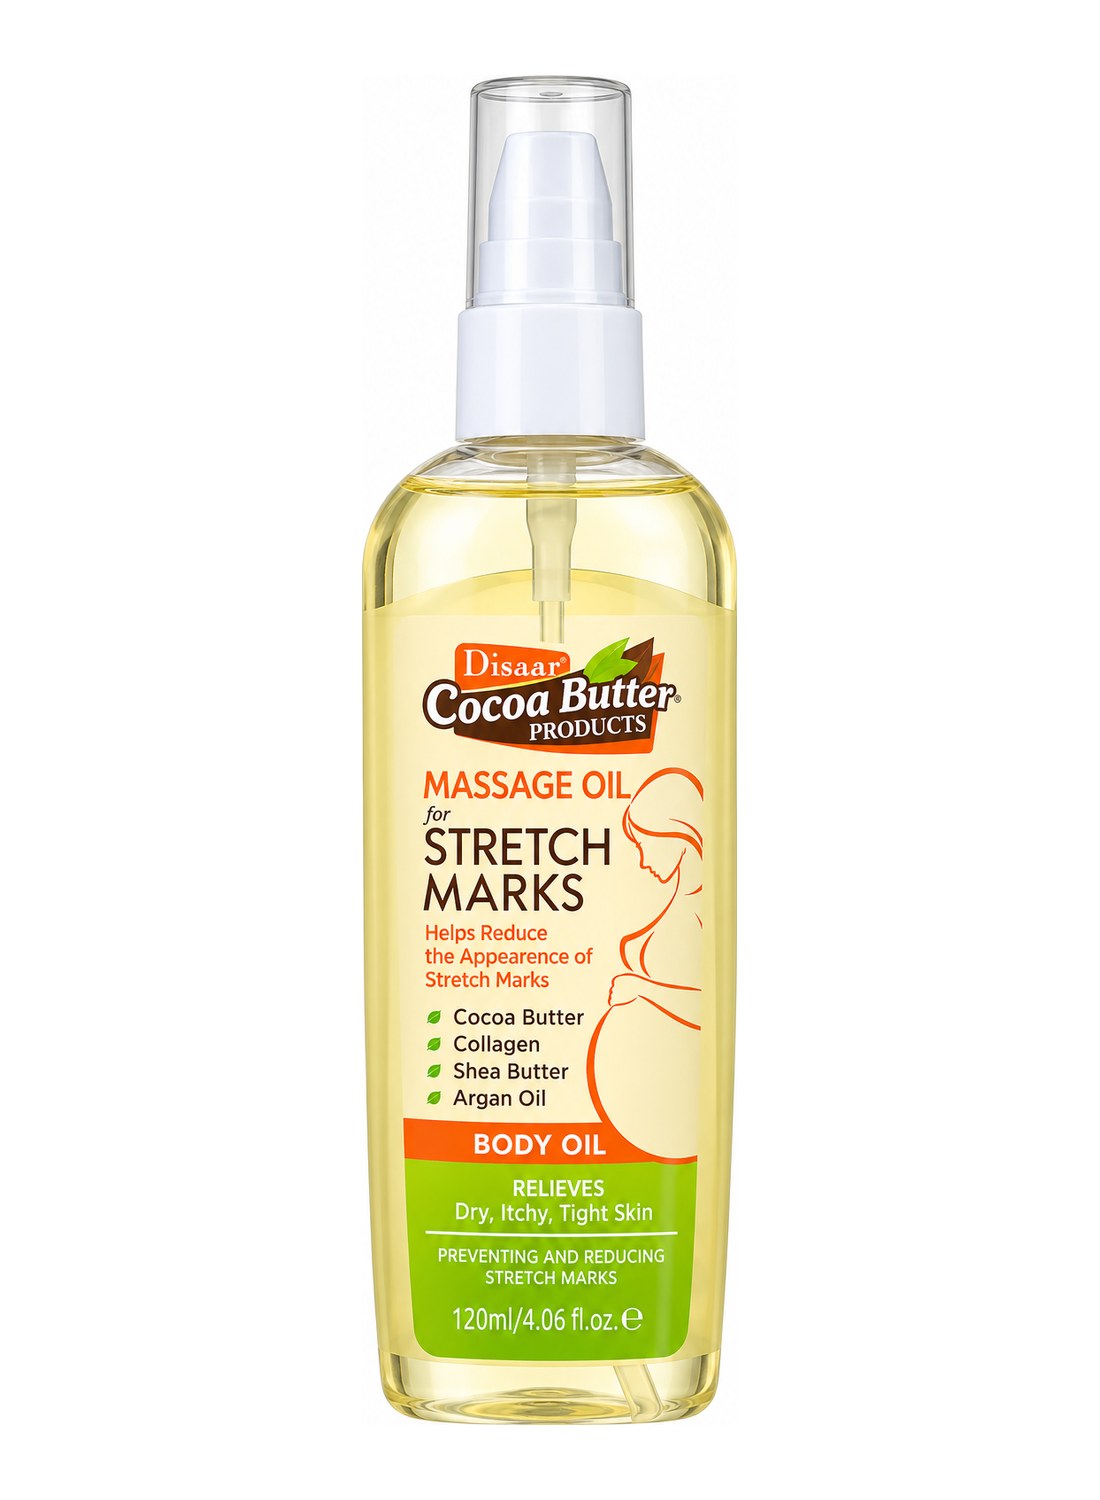 Disaar®
Cocoa Butter®
PRODUCTS
MASSAGE OIL
for
STRETCH
MARKS
Helps Reduce
the Appearence of
Stretch Marks
Cocoa Butter
Collagen
Shea Butter
Argan Oil
BODY OIL
RELIEVES
Dry, Itchy, Tight Skin
PREVENTING AND REDUCING
STRETCH MARKS
120ml/4.06 fl.oz. ℮